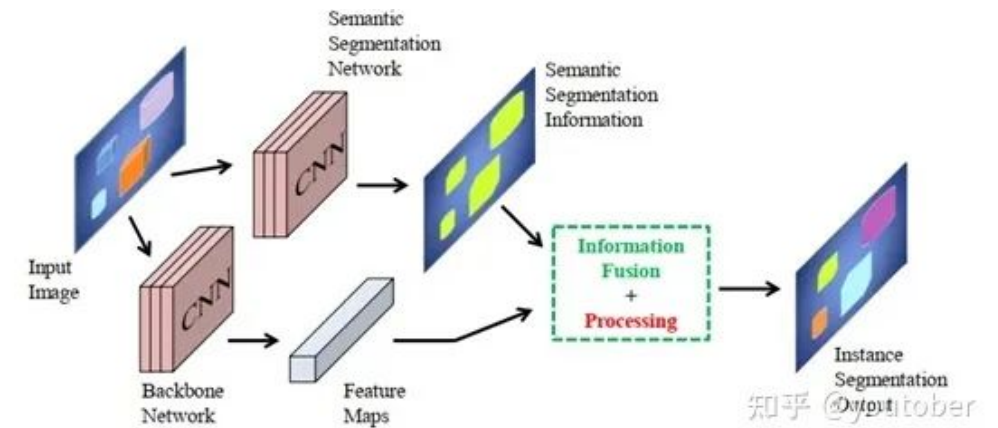 Semantic
Segmentation
Network
Semantic
Segmentation
Information
CNN
Input
Image
CNN
Information
Fusion
+
Processing
Backbone
Network
Feature
Maps
Instance
Segmentation
Output
知乎 @youtober